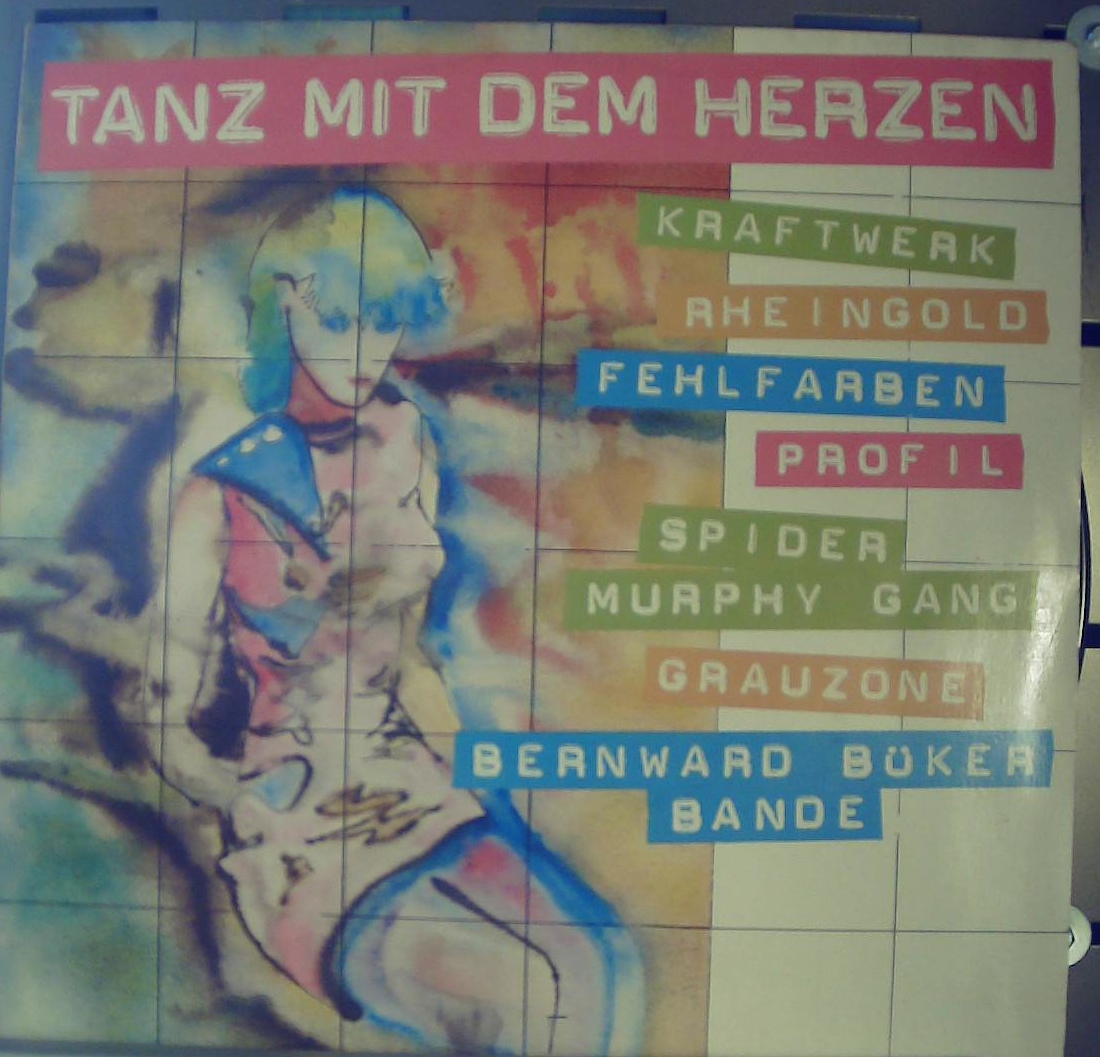 TANZ MIT DEM HERZEN
KRAFTWERK
RHEINGOLD
FEHLFARBEN
PROFIL
SPIDER
MURPHY GANG
GRAUZONE
BERNWARD BÜKER
BANDE